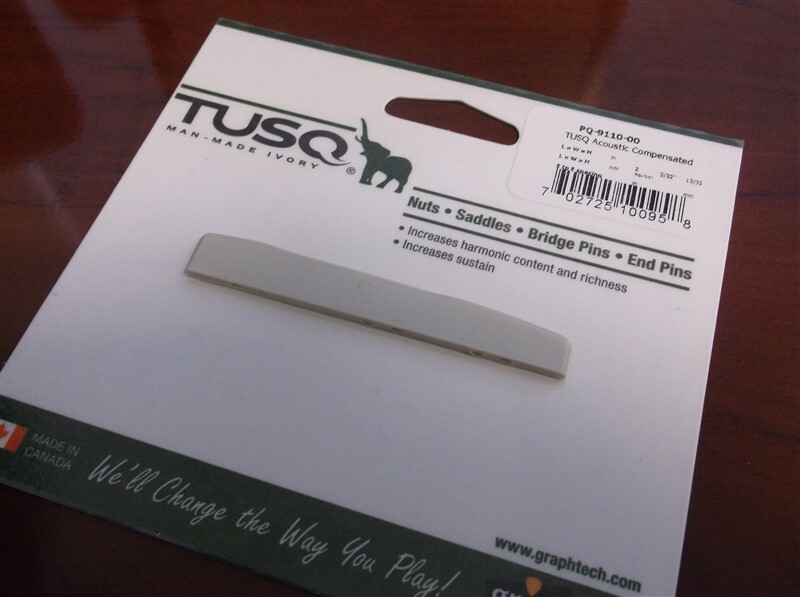 TUSQ
MAN-MADE IVORY ®
PQ-9110-00
TUSQ Acoustic Compensated
L x W x H in 2 3/32" 13/32
L x W x H mm mm
7 02725 10095 8
Nuts • Saddles • Bridge Pins • End Pins
• Increases harmonic content and richness
• Increases sustain
MADE IN
CANADA
We'll Change the Way You Play!
www.graphtech.com